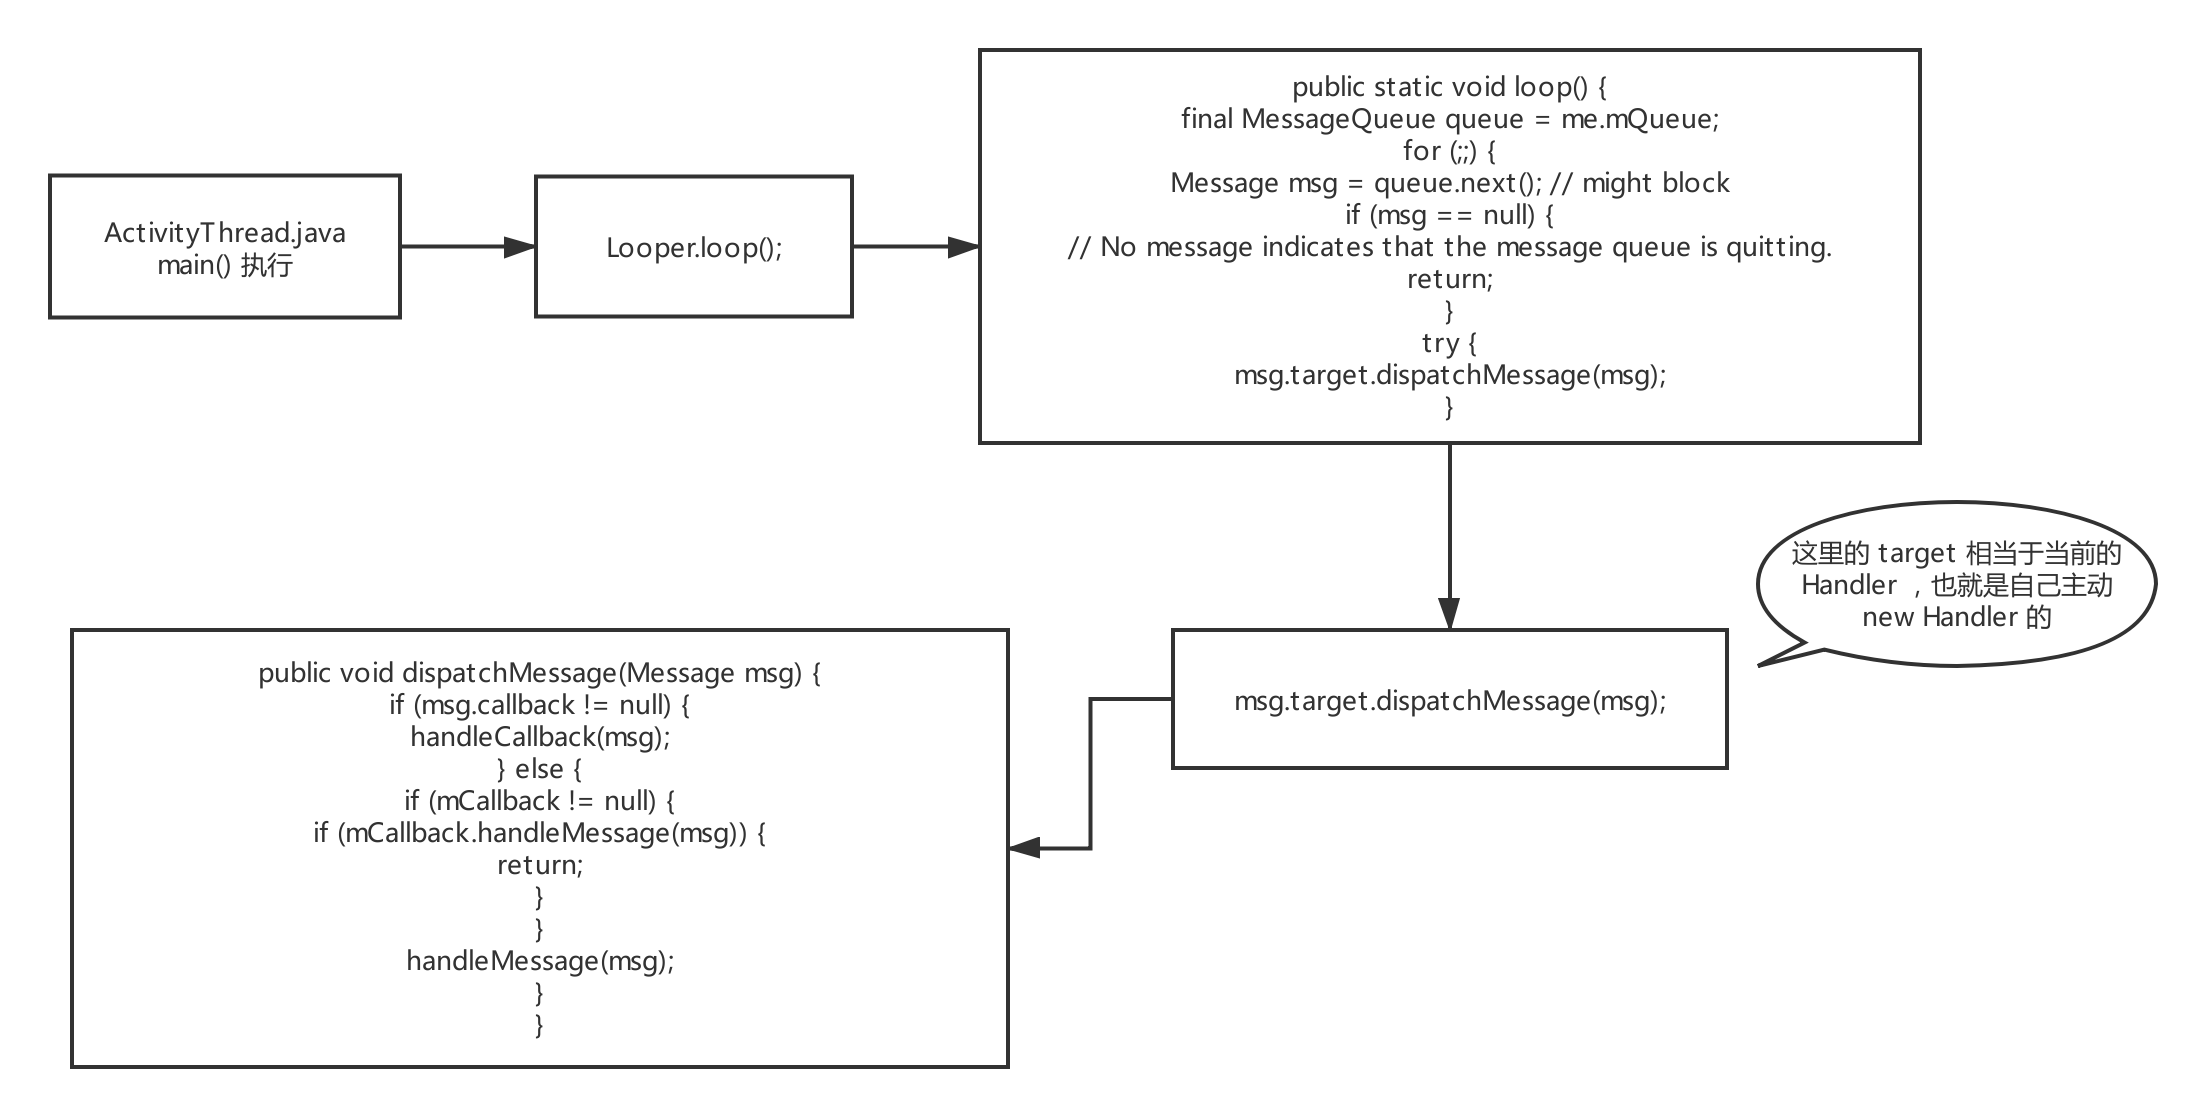 ActivityThread.java
main() 执行
Looper.loop();
public static void loop() {
final MessageQueue queue = me.mQueue;
for (;;) {
Message msg = queue.next(); // might block
if (msg == null) {
// No message indicates that the message queue is quitting.
return;
}
try {
msg.target.dispatchMessage(msg);
}
这里的 target 相当于当前的
Handler ，也就是自己主动
new Handler 的
msg.target.dispatchMessage(msg);
public void dispatchMessage(Message msg) {
if (msg.callback != null) {
handleCallback(msg);
} else {
if (mCallback != null) {
if (mCallback.handleMessage(msg)) {
return;
}
}
handleMessage(msg);
}
}